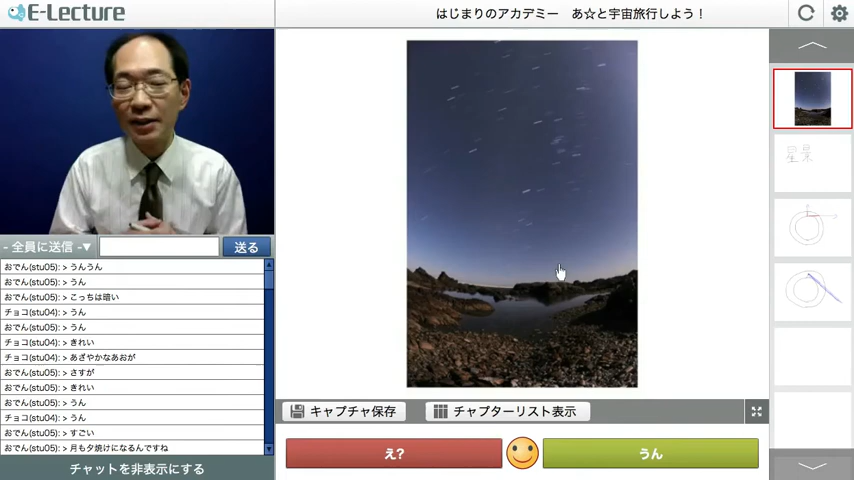 E-Lecture
はじまりのアカデミー　あ☆と宇宙旅行しよう！
星景
- 全員に送信 -▼
送る
おでん(stu05): > うんうん
おでん(stu05): > うん
おでん(stu05): > こっちは暗い
チョコ(stu04): > うん
おでん(stu05): > うん
チョコ(stu04): > きれい
チョコ(stu04): > あざやかなあおが
おでん(stu05): > さすが
おでん(stu05): > きれい
おでん(stu05): > うん
チョコ(stu04): > うん
おでん(stu05): > すごい
おでん(stu05): > 月も夕焼けになるんですね
チャットを非表示にする
キャプチャ保存
チャプターリスト表示
え?
うん